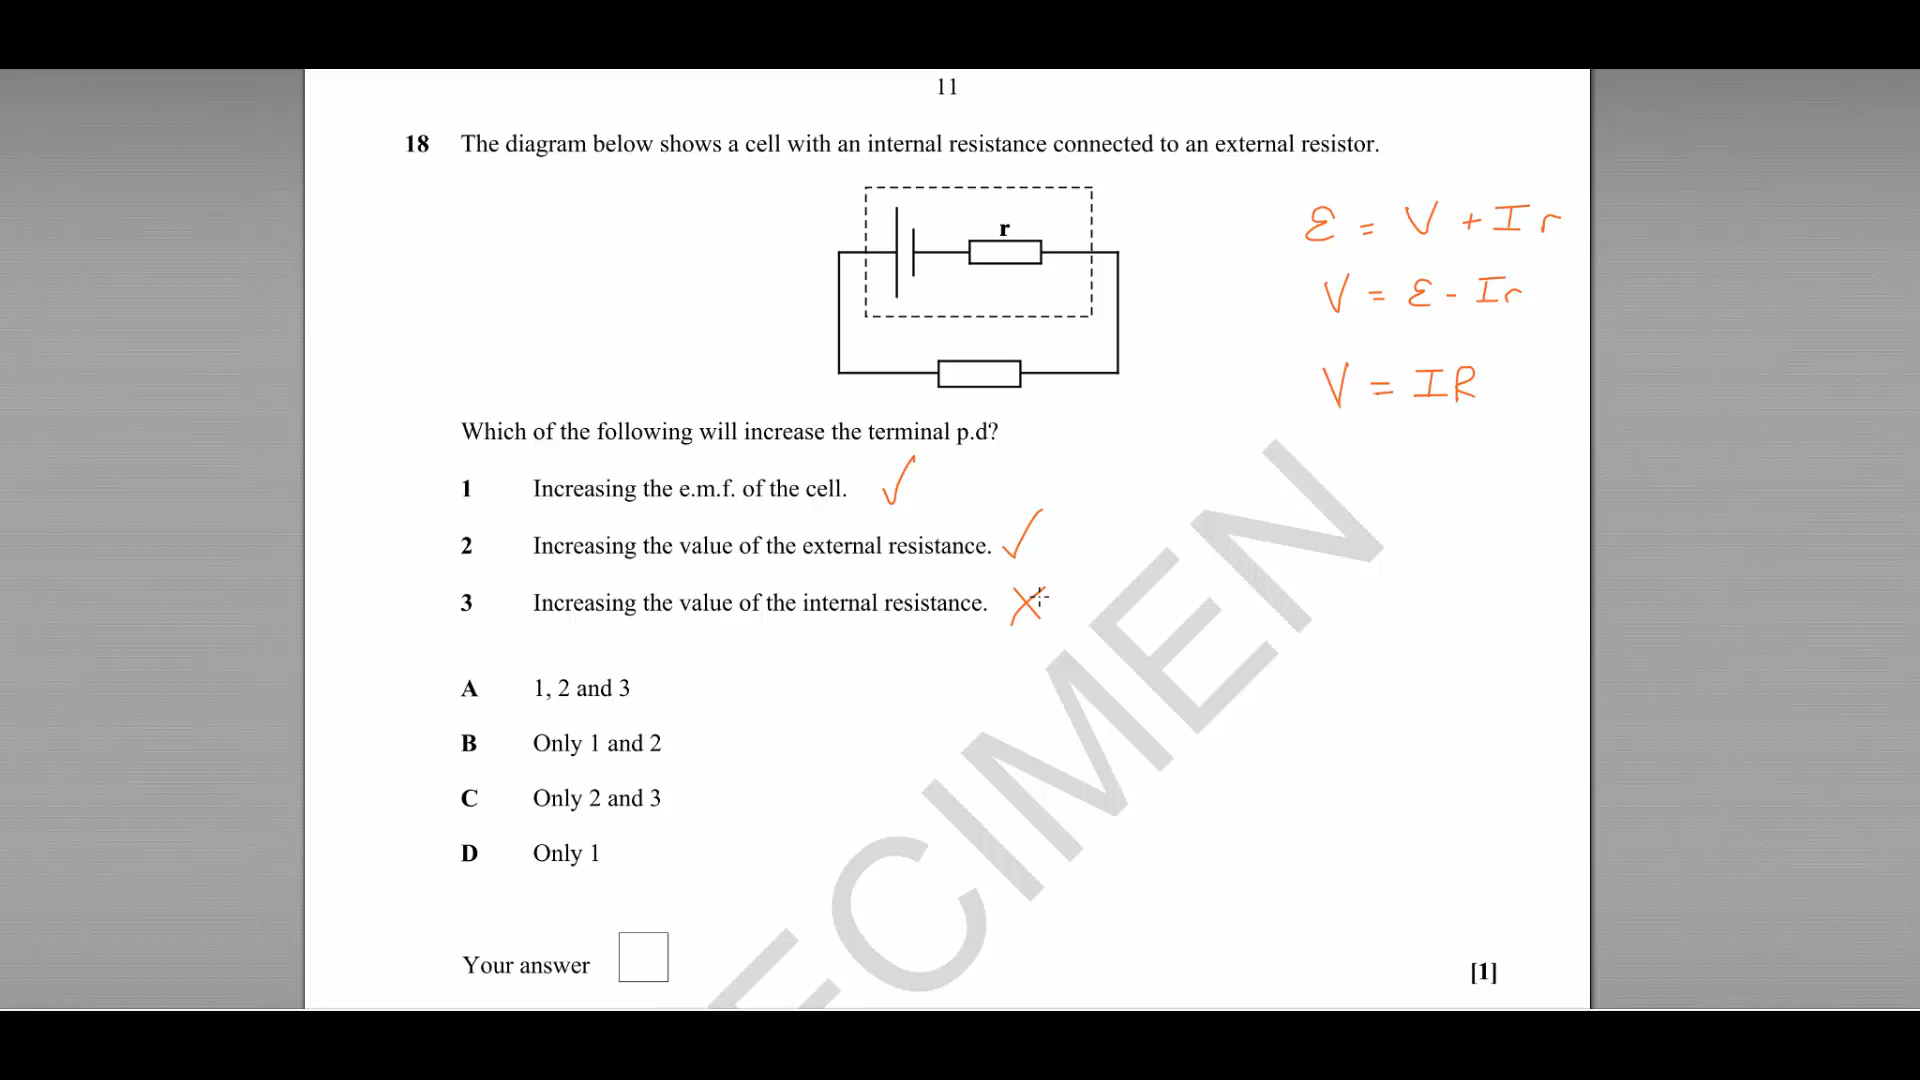 11
18 The diagram below shows a cell with an internal resistance connected to an external resistor.
r
ε = V + Ir
V = ε - Ir
V = IR
Which of the following will increase the terminal p.d?
1 Increasing the e.m.f. of the cell. ✓
2 Increasing the value of the external resistance. ✓
3 Increasing the value of the internal resistance. ✗
A 1, 2 and 3
B Only 1 and 2
C Only 2 and 3
D Only 1
Your answer
[1]
ECIMEN